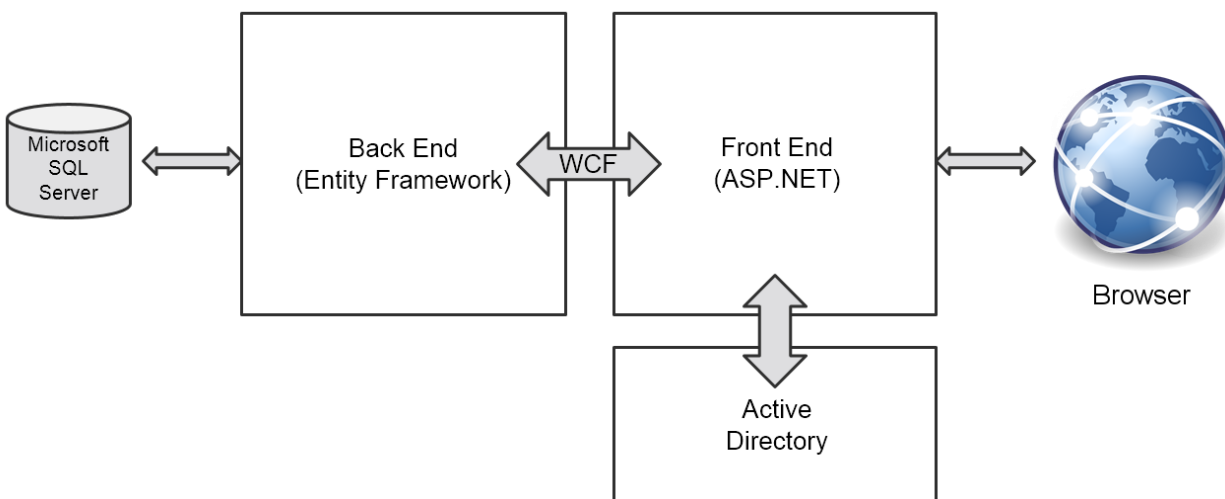 Microsoft
SQL
Server
Back End
(Entity Framework)
WCF
Front End
(ASP.NET)
Browser
Active
Directory